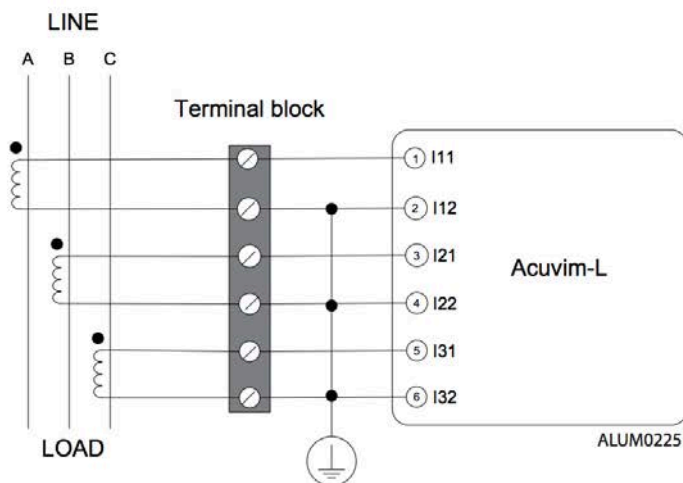 LINE
A B C
Terminal block
1 I11
2 I12
3 I21
4 I22
5 I31
6 I32
Acuvim-L
LOAD
ALUM0225